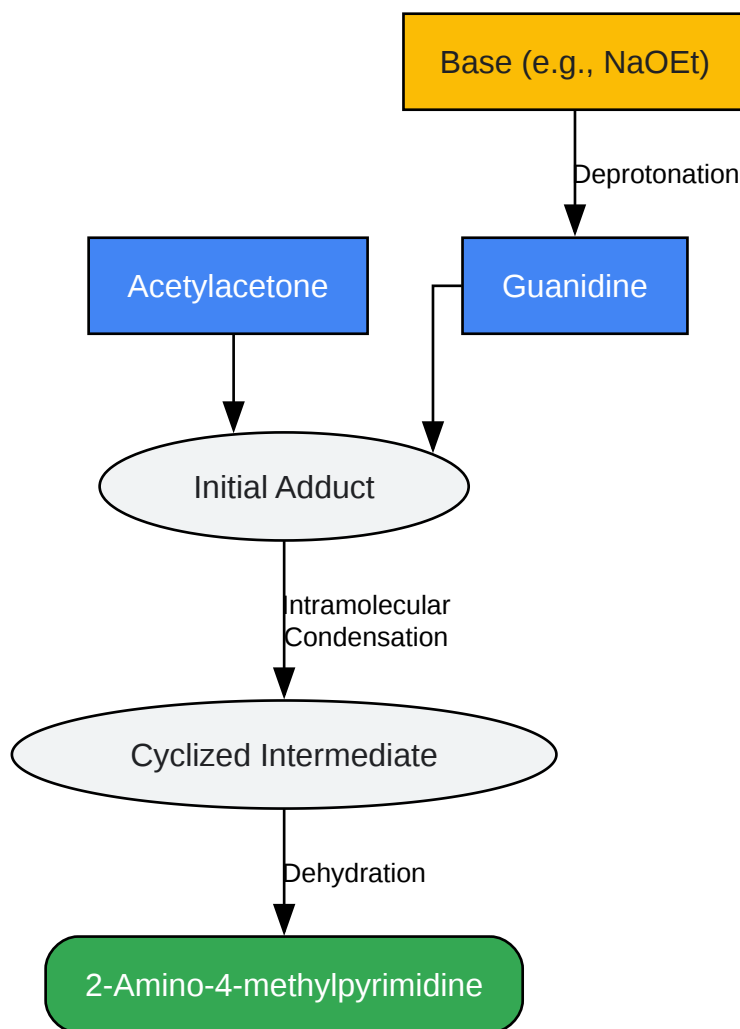 Base (e.g., NaOEt)
Deprotonation
Acetylacetone
Guanidine
Initial Adduct
Intramolecular
Condensation
Cyclized Intermediate
Dehydration
2-Amino-4-methylpyrimidine